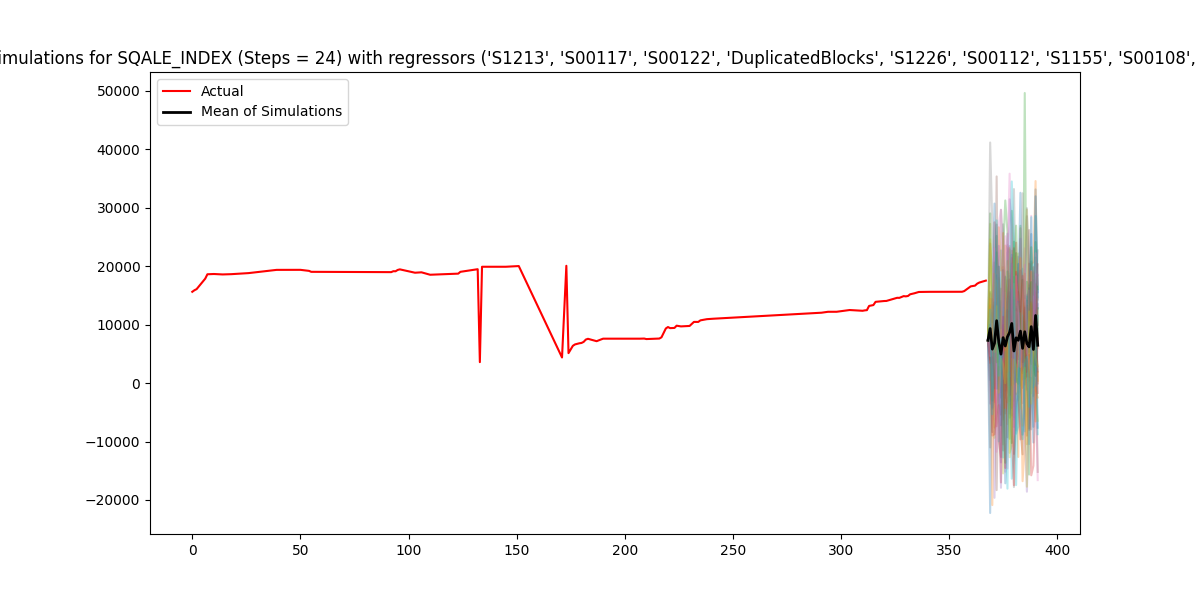 imulations for SQALE_INDEX (Steps = 24) with regressors ('S1213', 'S00117', 'S00122', 'DuplicatedBlocks', 'S1226', 'S00112', 'S1155', 'S00108',
Actual
Mean of Simulations
50000
40000
30000
20000
10000
0
−10000
−20000
0 50 100 150 200 250 300 350 400